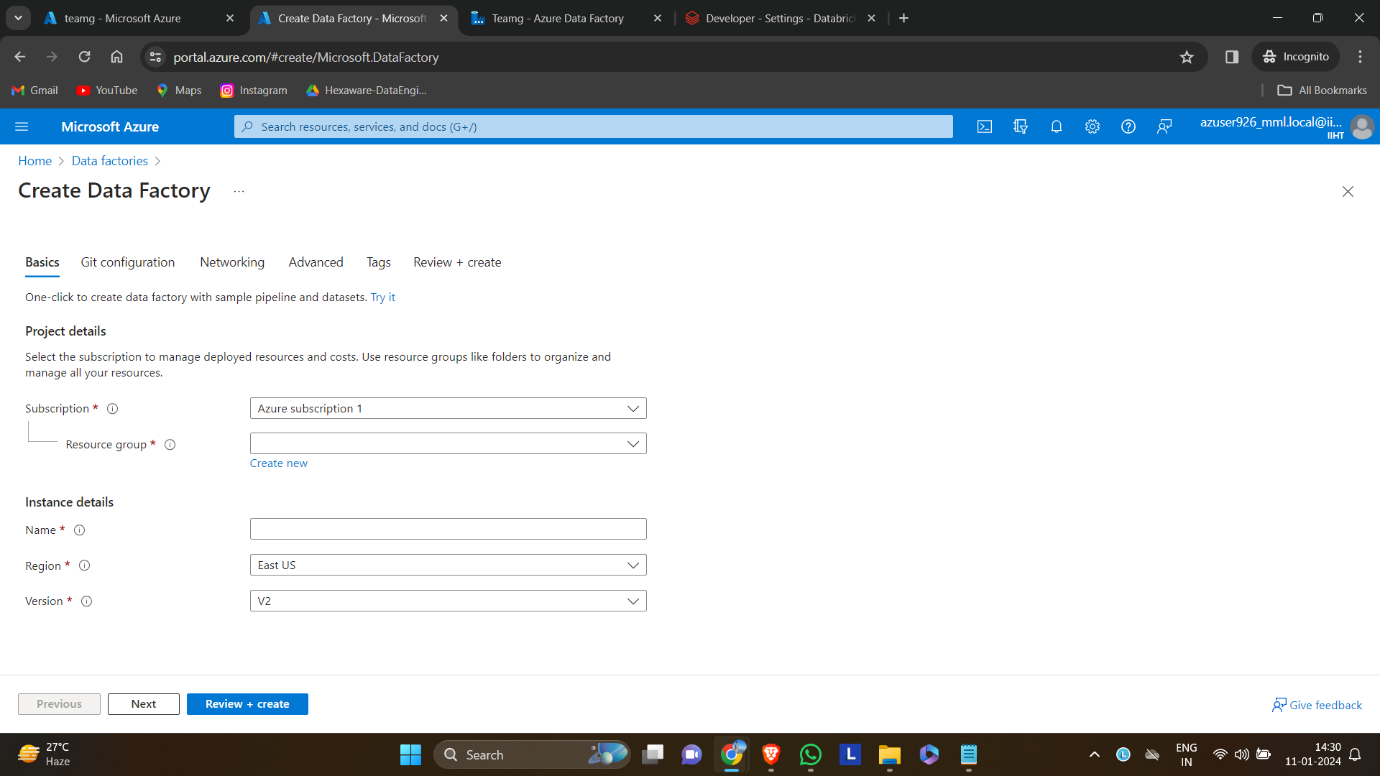 teamg - Microsoft Azure
Create Data Factory - Microsoft
Teamg - Azure Data Factory
Developer - Settings - Databric
portal.azure.com/#create/Microsoft.DataFactory
Incognito
Gmail
YouTube
Maps
Instagram
Hexaware-DataEngi...
All Bookmarks
Microsoft Azure
Search resources, services, and docs (G+/)
azuser926_mml.local@ii...
IIHT
Home > Data factories >
Create Data Factory ...
Basics
Git configuration
Networking
Advanced
Tags
Review + create
One-click to create data factory with sample pipeline and datasets. Try it
Project details
Select the subscription to manage deployed resources and costs. Use resource groups like folders to organize and
manage all your resources.
Subscription *
Azure subscription 1
Resource group *
Create new
Instance details
Name *
Region *
East US
Version *
V2
Previous
Next
Review + create
Give feedback
27°C
Haze
Search
L
L
ENG
IN
14:30
11-01-2024